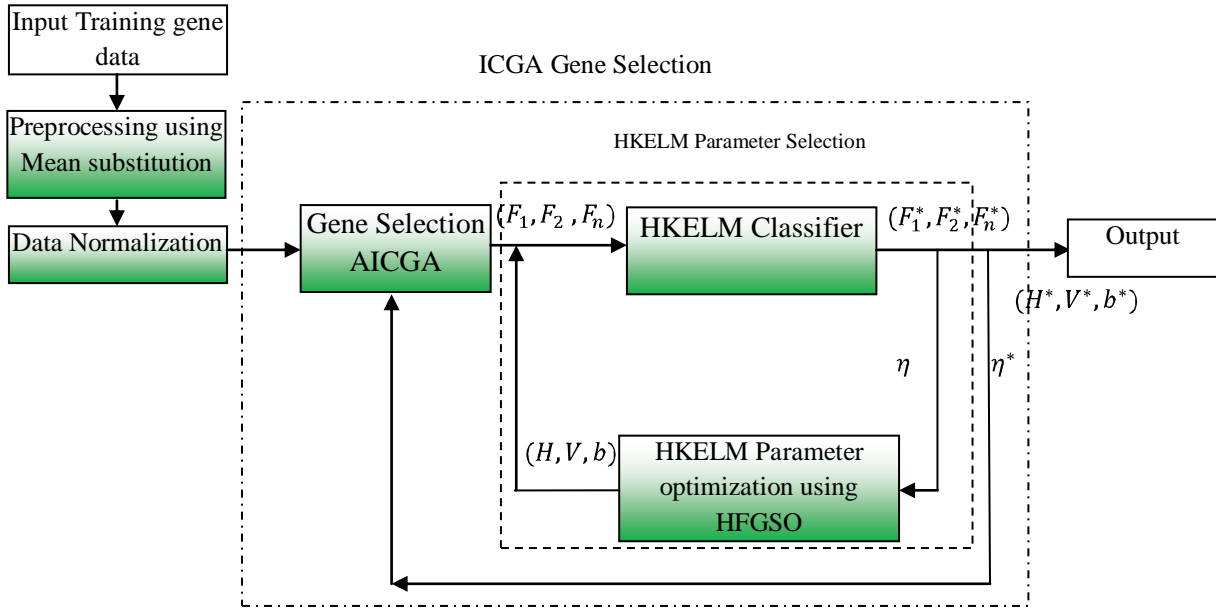 Input Training gene
data
ICGA Gene Selection
Preprocessing using
Mean substitution
HKELM Parameter Selection
Data Normalization
Gene Selection
AICGA
(F₁, F₂ , Fₙ)
HKELM Classifier
(F₁*, F₂*, Fₙ*)
Output
(H*, V*, b*)
η
η*
(H, V, b)
HKELM Parameter
optimization using
HFGSO